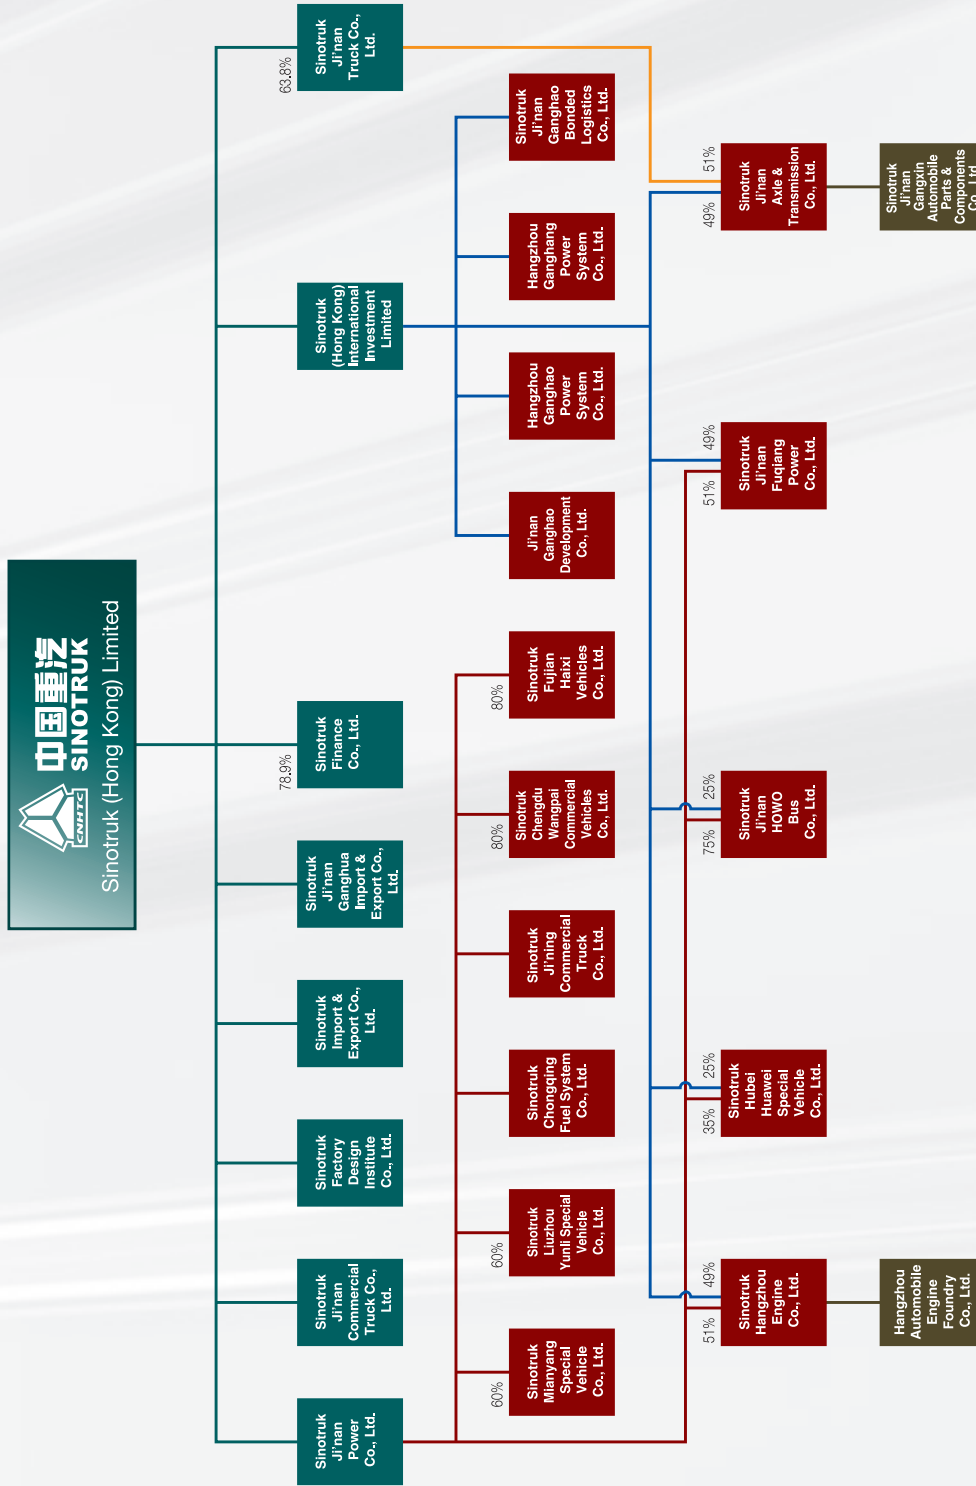 中国重汽
SINOTRUK
CNHTC
Sinotruk (Hong Kong) Limited
Sinotruk
Ji'nan
Power
Co., Ltd.
Sinotruk
Ji'nan
Commercial
Truck Co.,
Ltd.
Sinotruk
Factory
Design
Institute
Co., Ltd.
Sinotruk
Import &
Export Co.,
Ltd.
Sinotruk
Ji'nan
Ganghua
Import &
Export Co.,
Ltd.
78.9%
Sinotruk
Finance
Co., Ltd.
Sinotruk
(Hong Kong)
International
Investment
Limited
63.8%
Sinotruk
Ji'nan
Truck Co.,
Ltd.
60%
Sinotruk
Mianyang
Special
Vehicle
Co., Ltd.
60%
Sinotruk
Liuzhou
Yunli Special
Vehicle
Co., Ltd.
Sinotruk
Chongqing
Fuel System
Co., Ltd.
Sinotruk
Ji'ning
Commercial
Truck
Co., Ltd.
80%
Sinotruk
Chengdu
Wangpai
Commercial
Vehicles
Co., Ltd.
80%
Sinotruk
Fujian
Haixi
Vehicles
Co., Ltd.
Ji'nan
Ganghao
Development
Co., Ltd.
Hangzhou
Ganghao
Power
System
Co., Ltd.
Hangzhou
Ganghang
Power
System
Co., Ltd.
Sinotruk
Ji'nan
Ganghao
Bonded
Logistics
Co., Ltd.
51%
49%
Sinotruk
Hangzhou
Engine
Co., Ltd.
35%
25%
Sinotruk
Hubei
Huawei
Special
Vehicle
Co., Ltd.
75%
25%
Sinotruk
Ji'nan
HOWO
Bus
Co., Ltd.
51%
49%
Sinotruk
Ji'nan
Fuqiang
Power
Co., Ltd.
49%
51%
Sinotruk
Ji'nan
Axle &
Transmission
Co., Ltd.
Hangzhou
Automobile
Engine
Foundry
Co., Ltd.
Sinotruk
Ji'nan
Gangxin
Automobile
Parts &
Components
Co., Ltd.